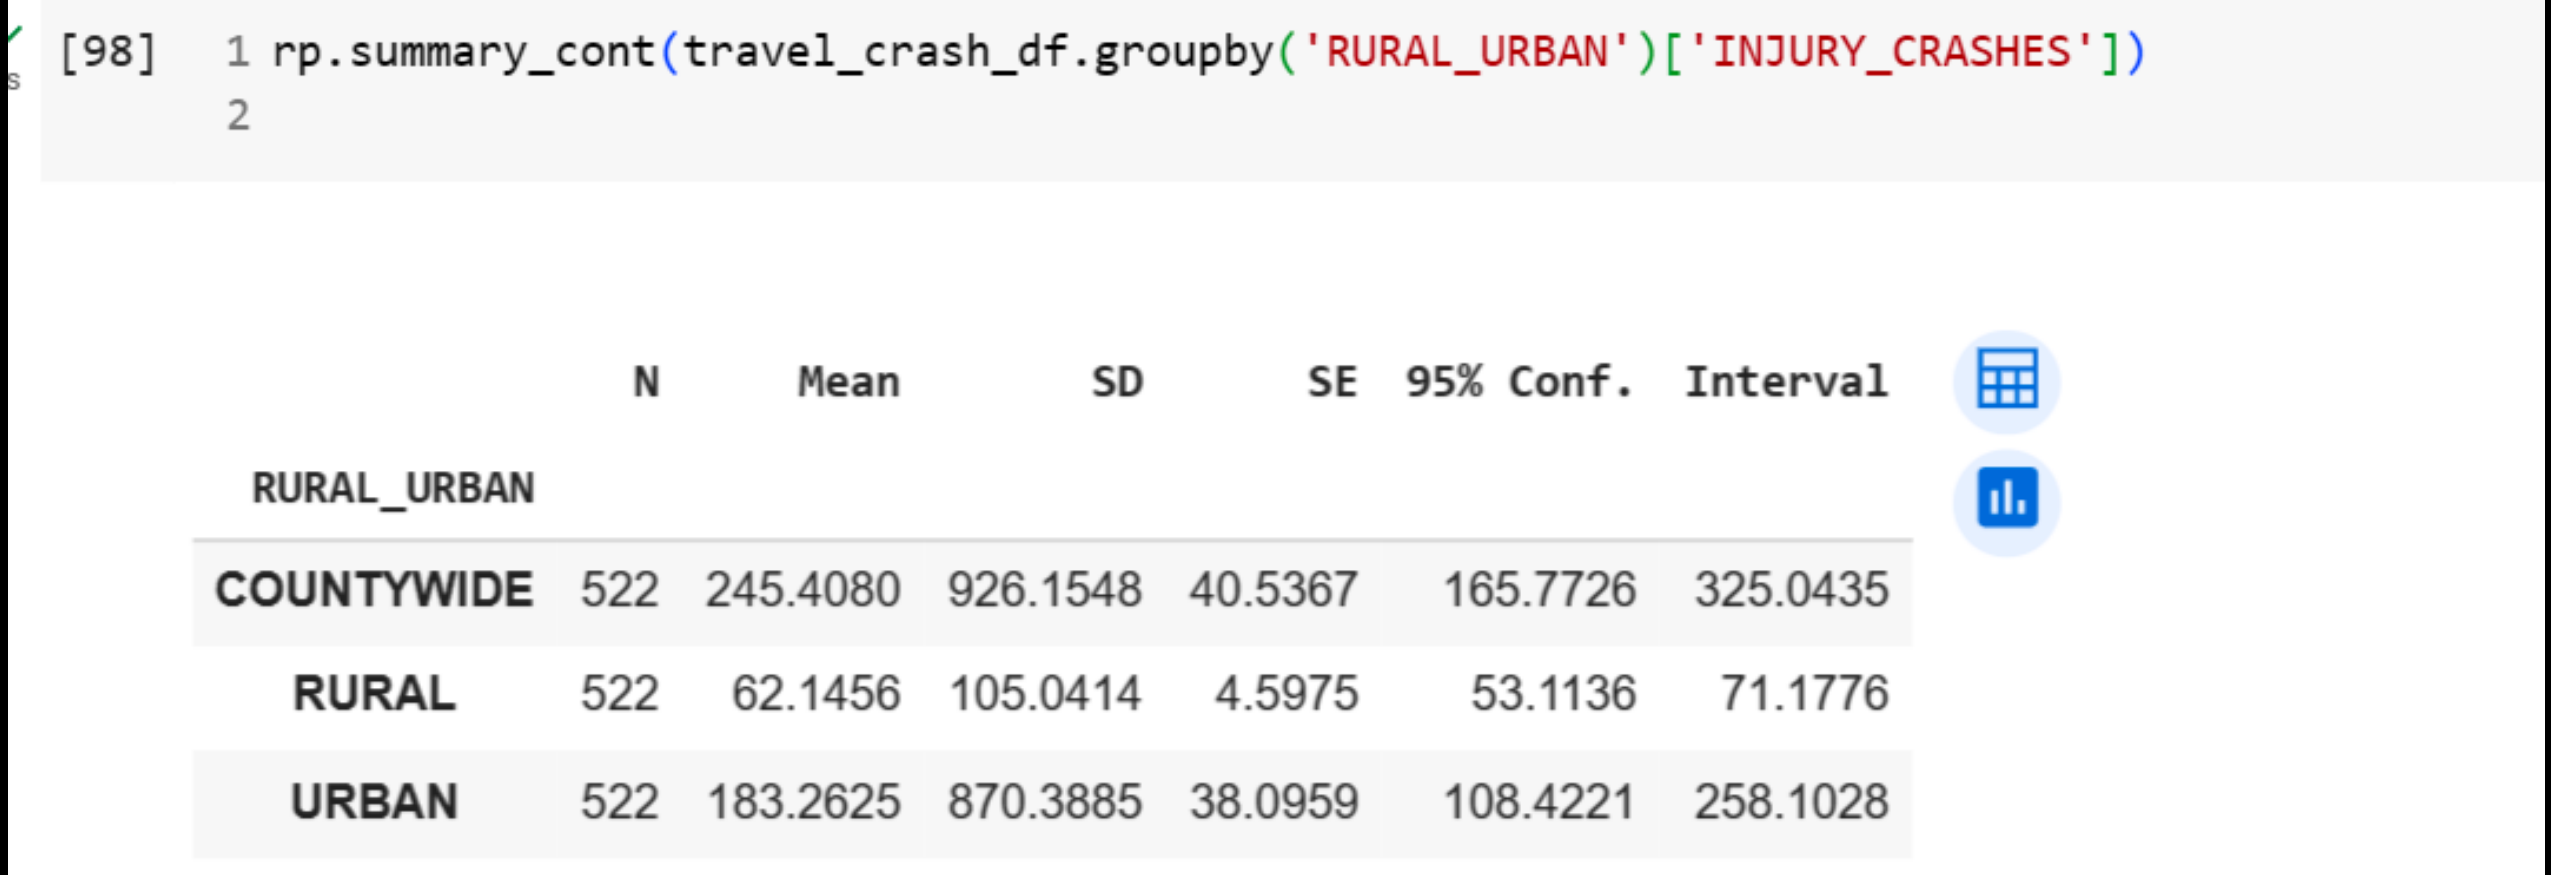 [98] 1 rp.summary_cont(travel_crash_df.groupby('RURAL_URBAN')['INJURY_CRASHES'])
s
2
N Mean SD SE 95% Conf. Interval
RURAL_URBAN
COUNTYWIDE 522 245.4080 926.1548 40.5367 165.7726 325.0435
RURAL 522 62.1456 105.0414 4.5975 53.1136 71.1776
URBAN 522 183.2625 870.3885 38.0959 108.4221 258.1028